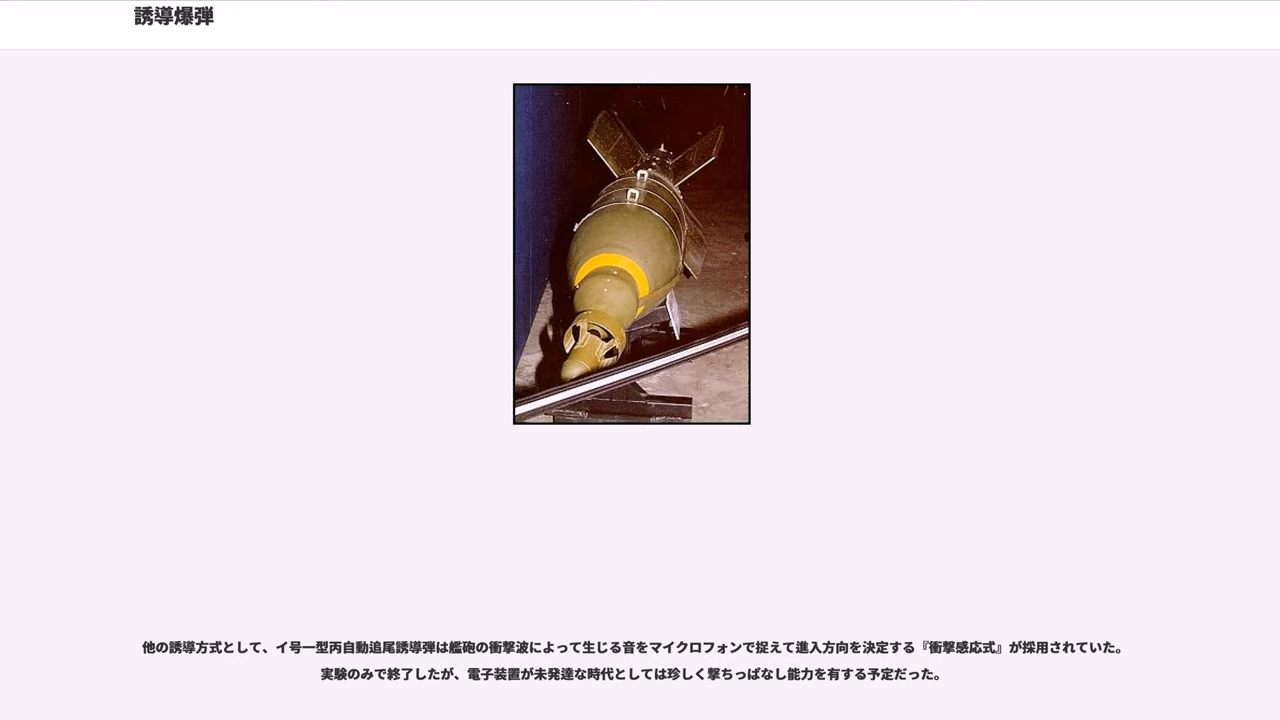 誘導爆弾
他の誘導方式として、イ号一型丙自動追尾誘導弾は艦砲の衝撃波によって生じる音をマイクロフォンで捉えて進入方向を決定する『衝撃感応式』が採用されていた。
実験のみで終了したが、電子装置が未発達な時代としては珍しく撃ちっぱなし能力を有する予定だった。